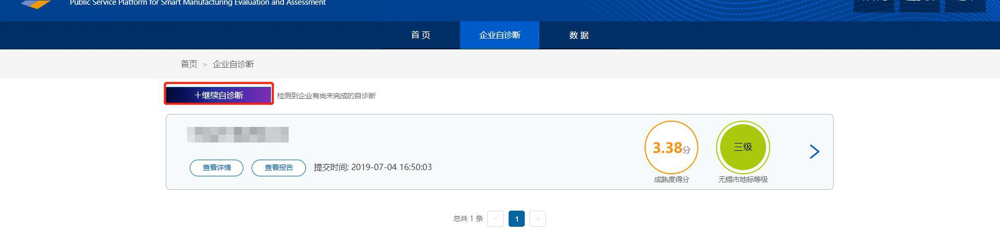 Public Service Platform for Smart Manufacturing Evaluation and Assessment
首 页
企业自诊断
数 据
首页 > 企业自诊断
十继续自诊断 检测到企业有尚未完成的自诊断
3.38分
三级
查看详情 查看报告 提交时间: 2019-07-04 16:50:03
成熟度得分
无锡市地标等级
总共 1 条 < 1 >